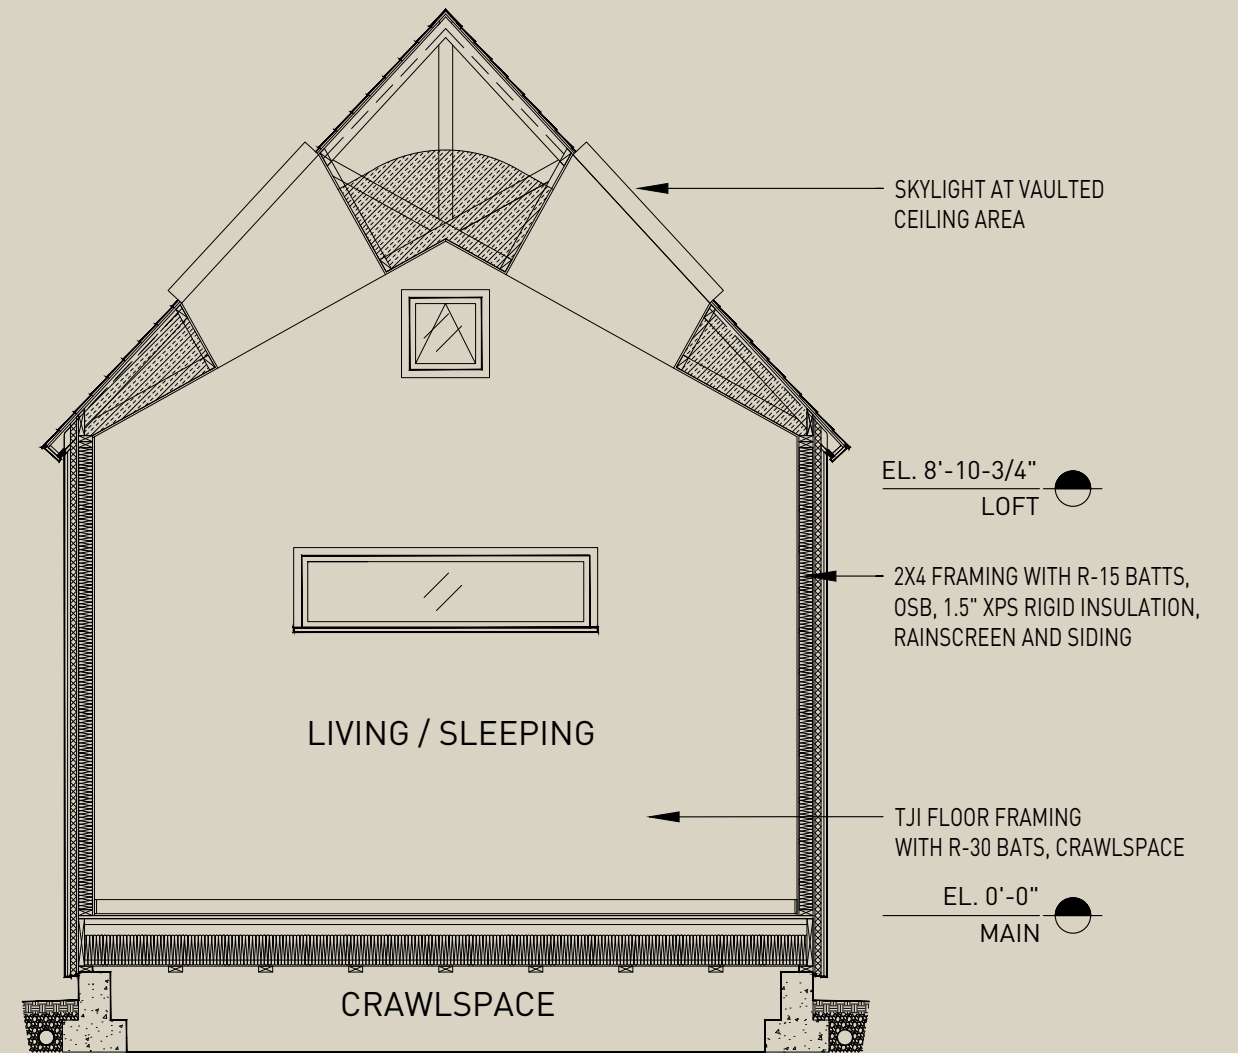 SKYLIGHT AT VAULTED
CEILING AREA
EL. 8'-10-3/4"
LOFT
2X4 FRAMING WITH R-15 BATTS,
OSB, 1.5" XPS RIGID INSULATION,
RAINSCREEN AND SIDING
LIVING / SLEEPING
TJI FLOOR FRAMING
WITH R-30 BATS, CRAWLSPACE
EL. 0'-0"
MAIN
CRAWLSPACE